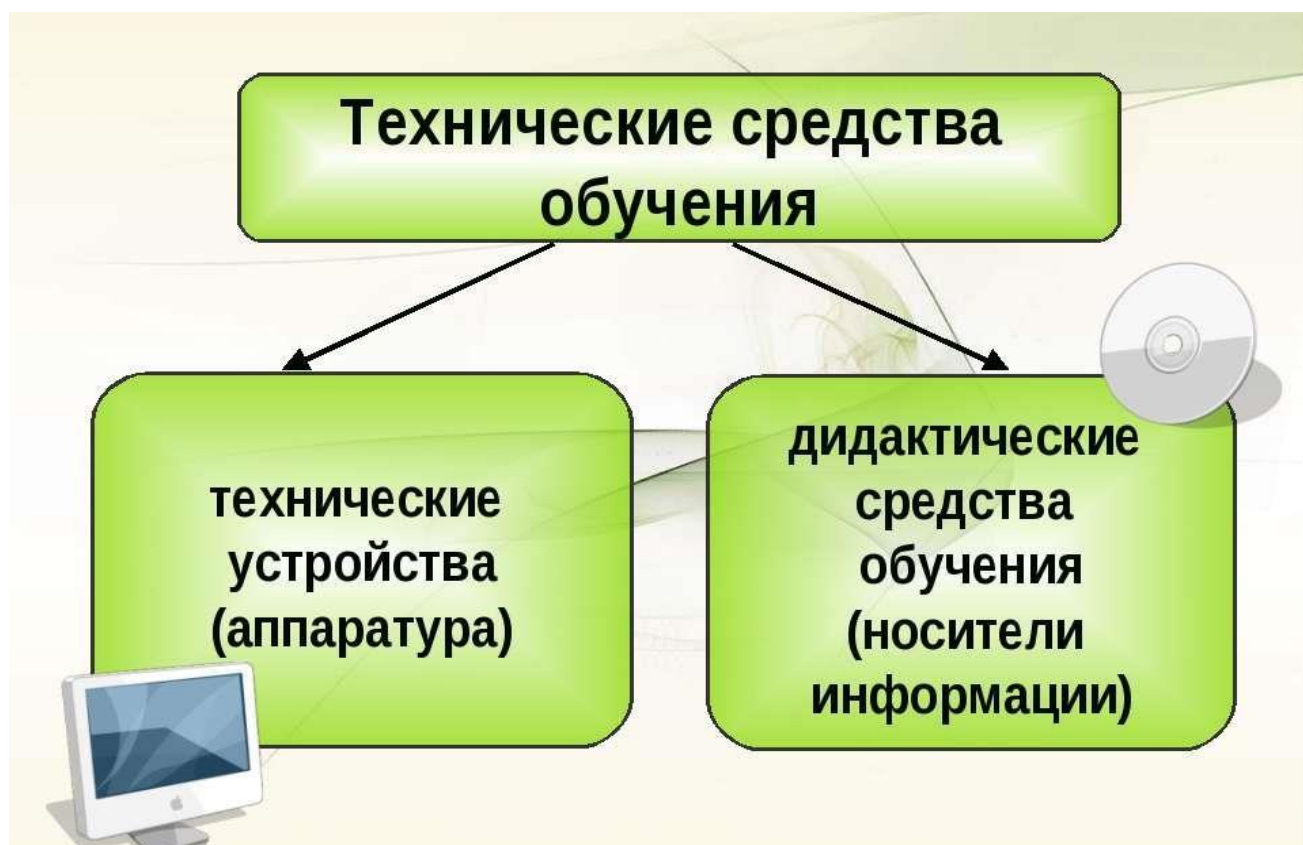 Технические средства
обучения
технические
устройства
(аппаратура)
дидактические
средства
обучения
(носители
информации)